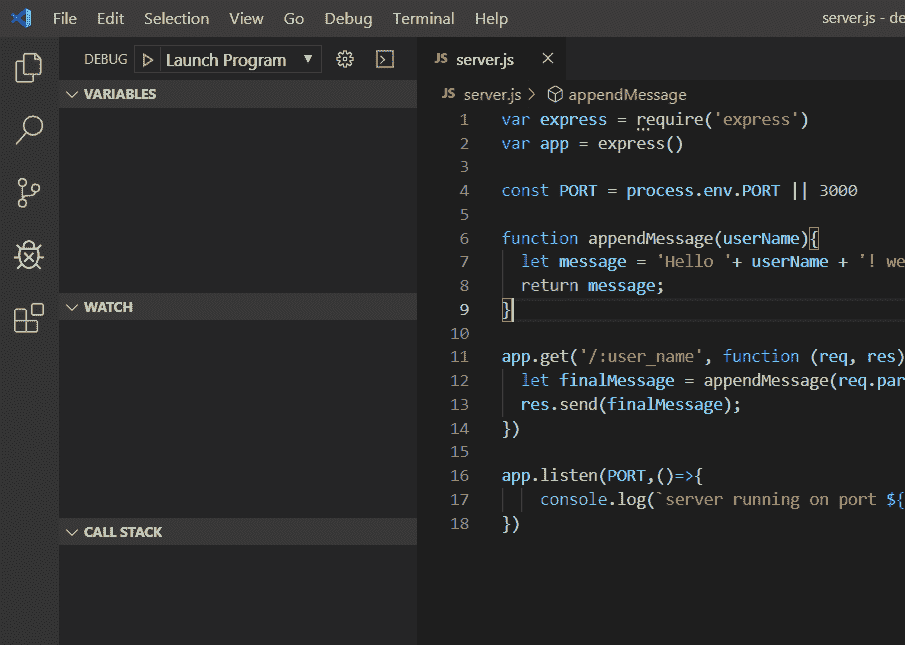 File Edit Selection View Go Debug Terminal Help server.js - de
DEBUG Launch Program
JS server.js
VARIABLES
JS server.js > appendMessage
1 var express = require('express')
2 var app = express()
3
4 const PORT = process.env.PORT || 3000
5
6 function appendMessage(userName){
7 let message = 'Hello '+ userName + '! we
8 return message;
9 }
10
11 app.get('/:user_name', function (req, res)
12 let finalMessage = appendMessage(req.par
13 res.send(finalMessage);
14 })
15
16 app.listen(PORT,()=>{
17 console.log(`server running on port ${
18 })
WATCH
CALL STACK